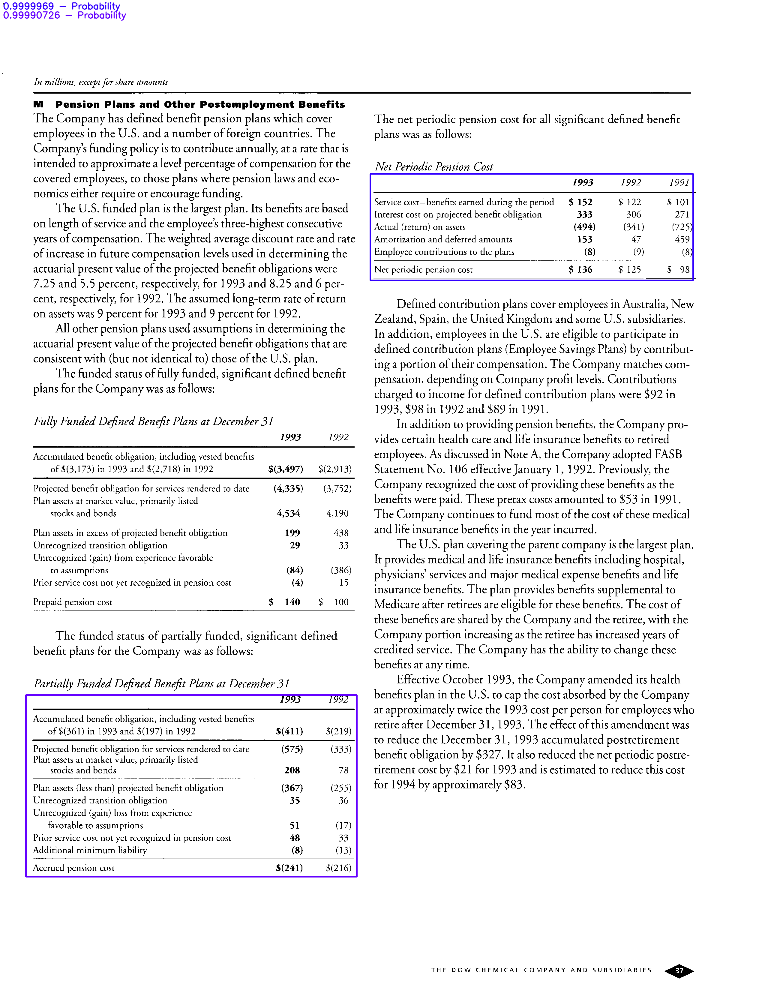 0.9999969 — Probability
0.99990726 — Probability
In millions, except for share amounts
M Pension Plans and Other Postemployment Benefits
The Company has defined benefit pension plans which cover
employees in the U.S. and a number of foreign countries. The
Company's funding policy is to contribute annually, at a rate that is
intended to approximate a level percentage of compensation for the
covered employees, to those plans where pension laws and eco-
nomics either require or encourage funding.
The U.S. funded plan is the largest plan. Its benefits are based
on length of service and the employee's three-highest consecutive
years of compensation. The weighted average discount rate and rate
of increase in future compensation levels used in determining the
actuarial present value of the projected benefit obligations were
7.25 and 5.5 percent, respectively, for 1993 and 8.25 and 6 per-
cent, respectively, for 1992. The assumed long-term rate of return
on assets was 9 percent for 1993 and 9 percent for 1992.
All other pension plans used assumptions in determining the
actuarial present value of the projected benefit obligations that are
consistent with (but not identical to) those of the U.S. plan.
The funded status of fully funded, significant defined benefit
plans for the Company was as follows:
Fully Funded Defined Benefit Plans at December 31
1993 1992
Accumulated benefit obligation, including vested benefits
of $(3,173) in 1993 and $(2,718) in 1992 $(3,497) $(2,913)
Projected benefit obligation for services rendered to date (4,335) (3,752)
Plan assets at market value, primarily listed
stocks and bonds 4,534 4,190
Plan assets in excess of projected benefit obligation 199 438
Unrecognized transition obligation 29 33
Unrecognized (gain) from experience favorable
to assumptions (84) (386)
Prior service cost not yet recognized in pension cost (4) 15
Prepaid pension cost $ 140 $ 100
The funded status of partially funded, significant defined
benefit plans for the Company was as follows:
Partially Funded Defined Benefit Plans at December 31
1993 1992
Accumulated benefit obligation, including vested benefits
of $(361) in 1993 and $(197) in 1992 $(411) $(219)
Projected benefit obligation for services rendered to date (575) (333)
Plan assets at market value, primarily listed
stocks and bonds 208 78
Plan assets (less than) projected benefit obligation (367) (255)
Unrecognized transition obligation 35 36
Unrecognized (gain) loss from experience
favorable to assumptions 51 (17)
Prior service cost not yet recognized in pension cost 48 33
Additional minimum liability (8) (13)
Accrued pension cost $(241) $(216)
The net periodic pension cost for all significant defined benefit
plans was as follows:
Net Periodic Pension Cost
1993 1992 1991
Service cost—benefits earned during the period $ 152 $ 122 $ 101
Interest cost on projected benefit obligation 333 306 271
Actual (return) on assets (494) (341) (725)
Amortization and deferred amounts 153 47 459
Employee contributions to the plans (8) (9) (8)
Net periodic pension cost $ 136 $ 125 $ 98
Defined contribution plans cover employees in Australia, New
Zealand, Spain, the United Kingdom and some U.S. subsidiaries.
In addition, employees in the U.S. are eligible to participate in
defined contribution plans (Employee Savings Plans) by contribut-
ing a portion of their compensation. The Company matches com-
pensation, depending on Company profit levels. Contributions
charged to income for defined contribution plans were $92 in
1993, $98 in 1992 and $89 in 1991.
In addition to providing pension benefits, the Company pro-
vides certain health care and life insurance benefits to retired
employees. As discussed in Note A, the Company adopted FASB
Statement No. 106 effective January 1, 1992. Previously, the
Company recognized the cost of providing these benefits as the
benefits were paid. These pretax costs amounted to $53 in 1991.
The Company continues to fund most of the cost of these medical
and life insurance benefits in the year incurred.
The U.S. plan covering the parent company is the largest plan.
It provides medical and life insurance benefits including hospital,
physicians' services and major medical expense benefits and life
insurance benefits. The plan provides benefits supplemental to
Medicare after retirees are eligible for these benefits. The cost of
these benefits are shared by the Company and the retiree, with the
Company portion increasing as the retiree has increased years of
credited service. The Company has the ability to change these
benefits at any time.
Effective October 1993, the Company amended its health
benefits plan in the U.S. to cap the cost absorbed by the Company
at approximately twice the 1993 cost per person for employees who
retire after December 31, 1993. The effect of this amendment was
to reduce the December 31, 1993 accumulated postretirement
benefit obligation by $327. It also reduced the net periodic postre-
tirement cost by $21 for 1993 and is estimated to reduce this cost
for 1994 by approximately $83.
THE DOW CHEMICAL COMPANY AND SUBSIDIARIES 37